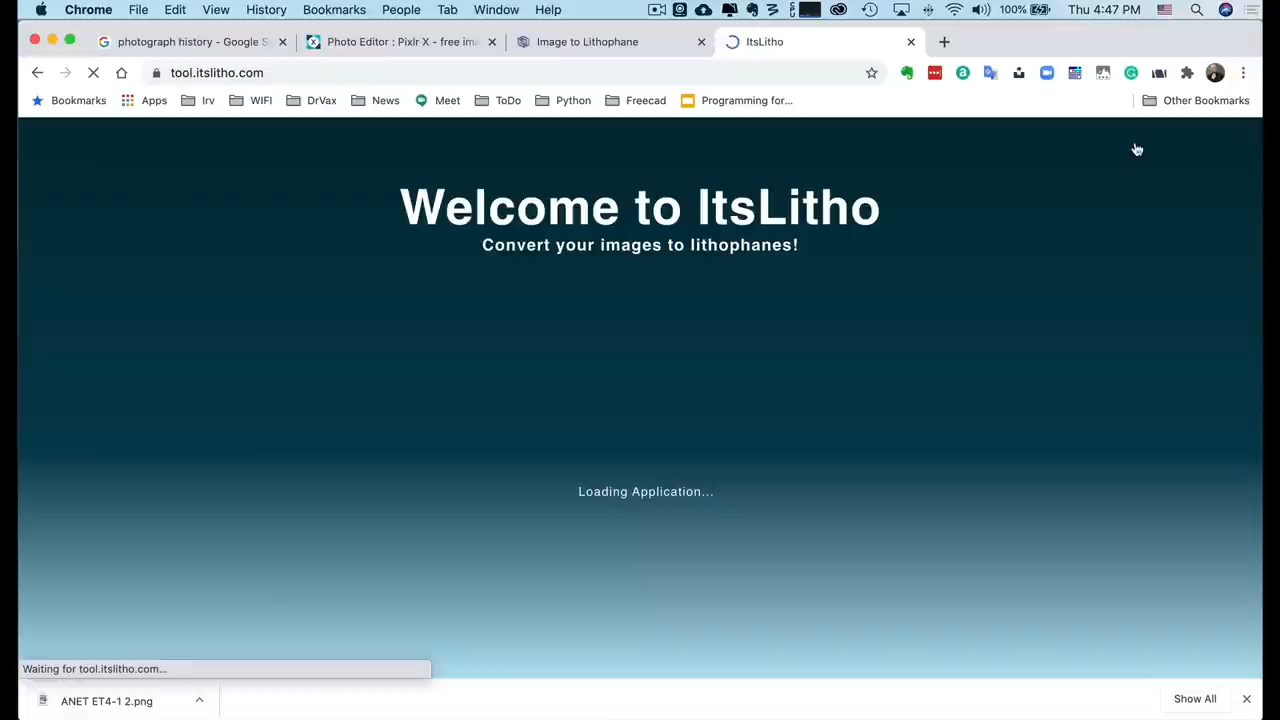 Chrome File Edit View History Bookmarks People Tab Window Help 100% Thu 4:47 PM
photograph history - Google S
Photo Editor : Pixlr X - free ima
Image to Lithophane
ItsLitho
tool.itslitho.com
Bookmarks Apps Irv WIFI DrVax News Meet ToDo Python Freecad Programming for... Other Bookmarks
Welcome to ItsLitho
Convert your images to lithophanes!
Loading Application...
Waiting for tool.itslitho.com...
ANET ET4-1 2.png
Show All